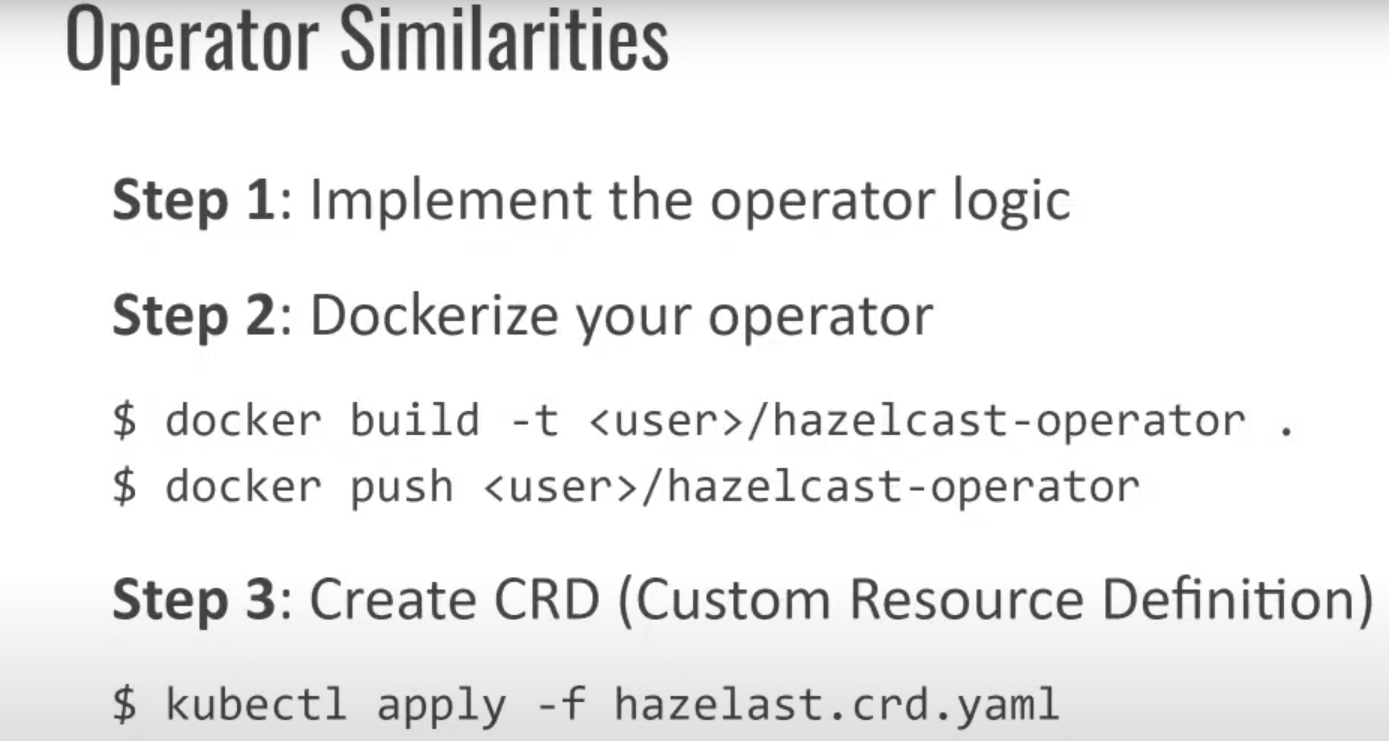 Operator Similarities
Step 1: Implement the operator logic
Step 2: Dockerize your operator
$ docker build -t <user>/hazelcast-operator .
$ docker push <user>/hazelcast-operator
Step 3: Create CRD (Custom Resource Definition)
$ kubectl apply -f hazelast.crd.yaml